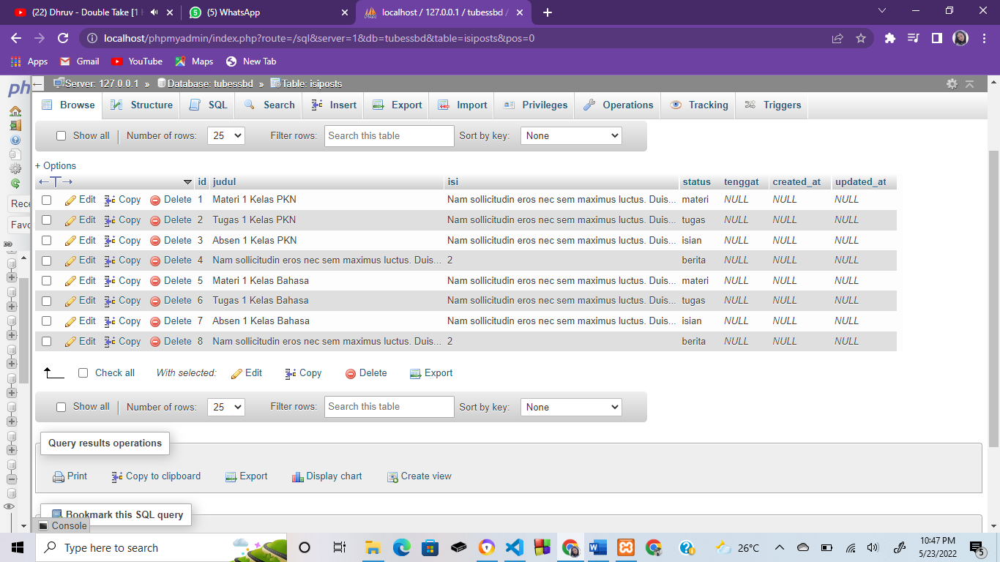 (22) Dhruv - Double Take [1 H
(5) WhatsApp
localhost / 127.0.0.1 / tubessbd /
localhost/phpmyadmin/index.php?route=/sql&server=1&db=tubessbd&table=isiposts&pos=0
Apps Gmail YouTube Maps New Tab
ph
Server: 127.0.0.1 » Database: tubessbd » Table: isiposts
Browse Structure SQL Search Insert Export Import Privileges Operations Tracking Triggers
Show all Number of rows: 25 Filter rows: Search this table Sort by key: None
+ Options
id judul isi status tenggat created_at updated_at
Edit Copy Delete 1 Materi 1 Kelas PKN Nam sollicitudin eros nec sem maximus luctus. Duis... materi NULL NULL NULL
Rece
Edit Copy Delete 2 Tugas 1 Kelas PKN Nam sollicitudin eros nec sem maximus luctus. Duis... tugas NULL NULL NULL
Favo
Edit Copy Delete 3 Absen 1 Kelas PKN Nam sollicitudin eros nec sem maximus luctus. Duis... isian NULL NULL NULL
Edit Copy Delete 4 Nam sollicitudin eros nec sem maximus luctus. Duis... 2 berita NULL NULL NULL
Edit Copy Delete 5 Materi 1 Kelas Bahasa Nam sollicitudin eros nec sem maximus luctus. Duis... materi NULL NULL NULL
Edit Copy Delete 6 Tugas 1 Kelas Bahasa Nam sollicitudin eros nec sem maximus luctus. Duis... tugas NULL NULL NULL
Edit Copy Delete 7 Absen 1 Kelas Bahasa Nam sollicitudin eros nec sem maximus luctus. Duis... isian NULL NULL NULL
Edit Copy Delete 8 Nam sollicitudin eros nec sem maximus luctus. Duis... 2 berita NULL NULL NULL
Check all With selected: Edit Copy Delete Export
Show all Number of rows: 25 Filter rows: Search this table Sort by key: None
Query results operations
Print Copy to clipboard Export Display chart Create view
Bookmark this SQL query
Console
Type here to search
26°C
10:47 PM
5/23/2022
5